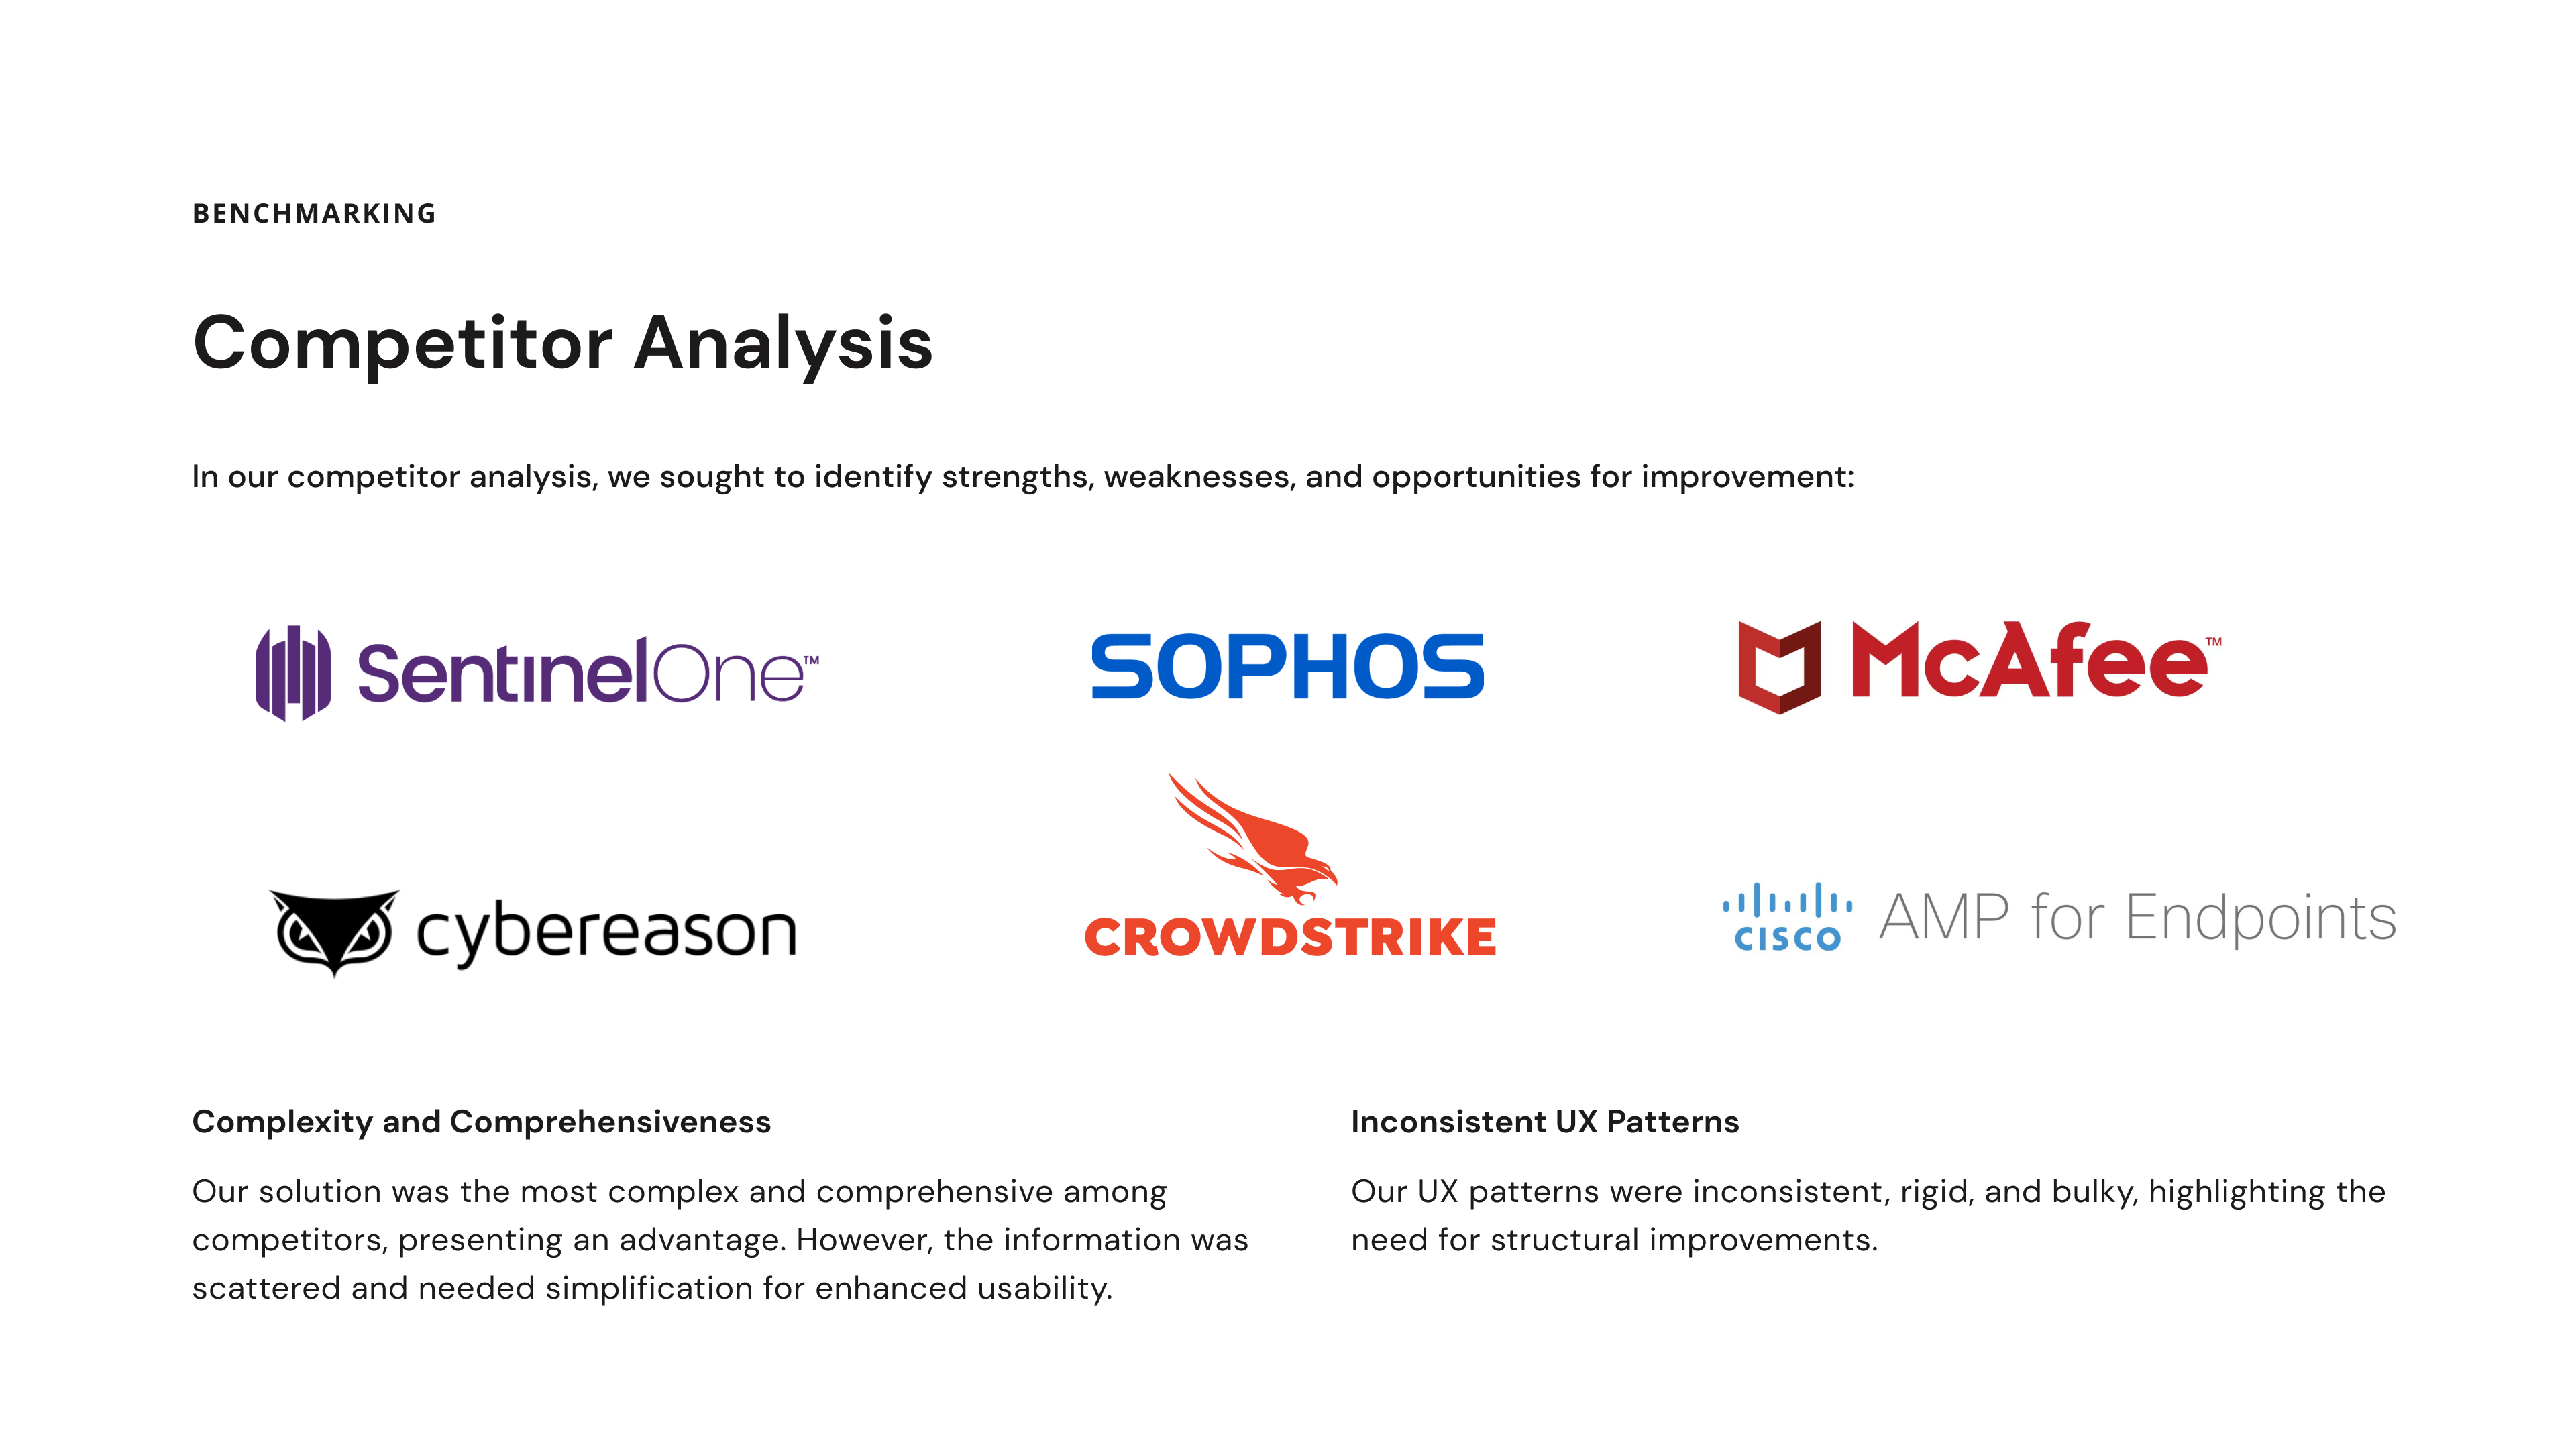 BENCHMARKING
Competitor Analysis
In our competitor analysis, we sought to identify strengths, weaknesses, and opportunities for improvement:
SentinelOne™
SOPHOS
McAfee™
cybereason
CROWDSTRIKE
CISCO AMP for Endpoints
Complexity and Comprehensiveness
Our solution was the most complex and comprehensive among
competitors, presenting an advantage. However, the information was
scattered and needed simplification for enhanced usability.
Inconsistent UX Patterns
Our UX patterns were inconsistent, rigid, and bulky, highlighting the
need for structural improvements.